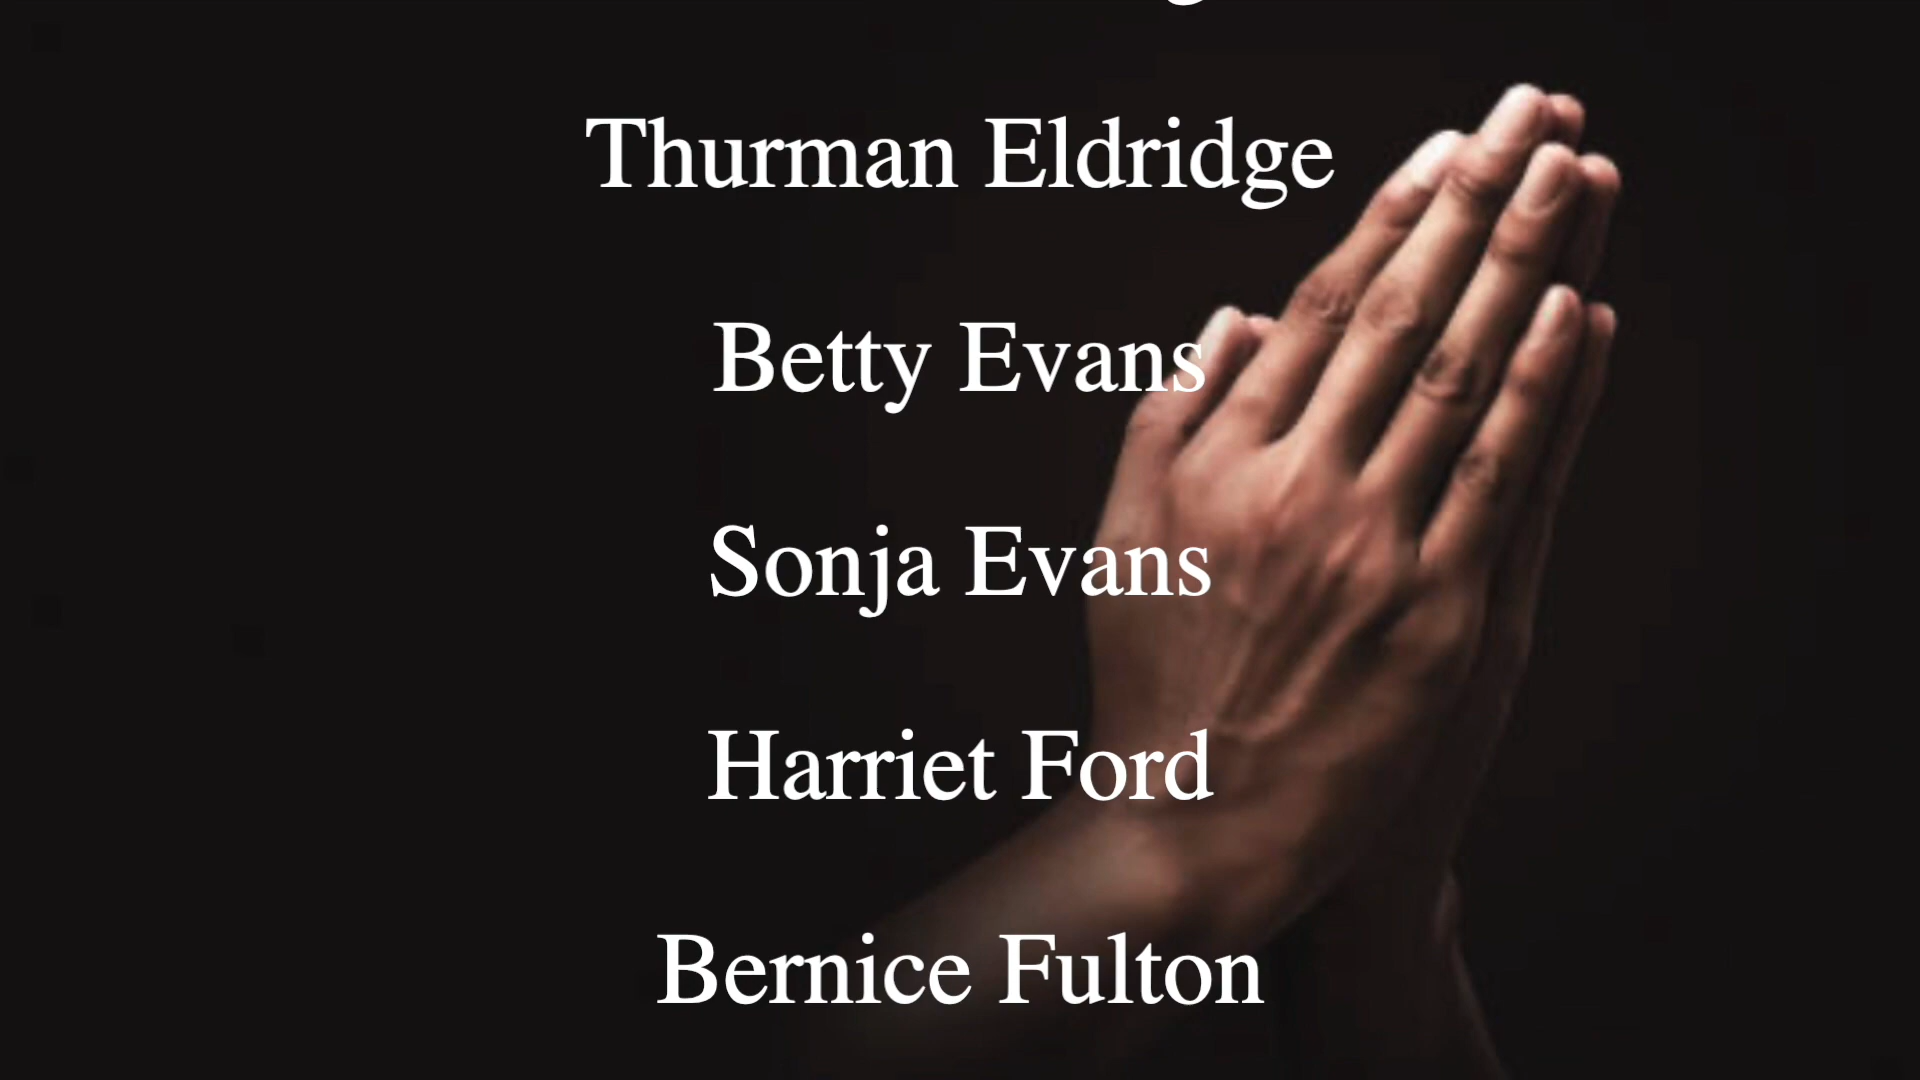 Thurman Eldridge
Betty Evans
Sonja Evans
Harriet Ford
Bernice Fulton